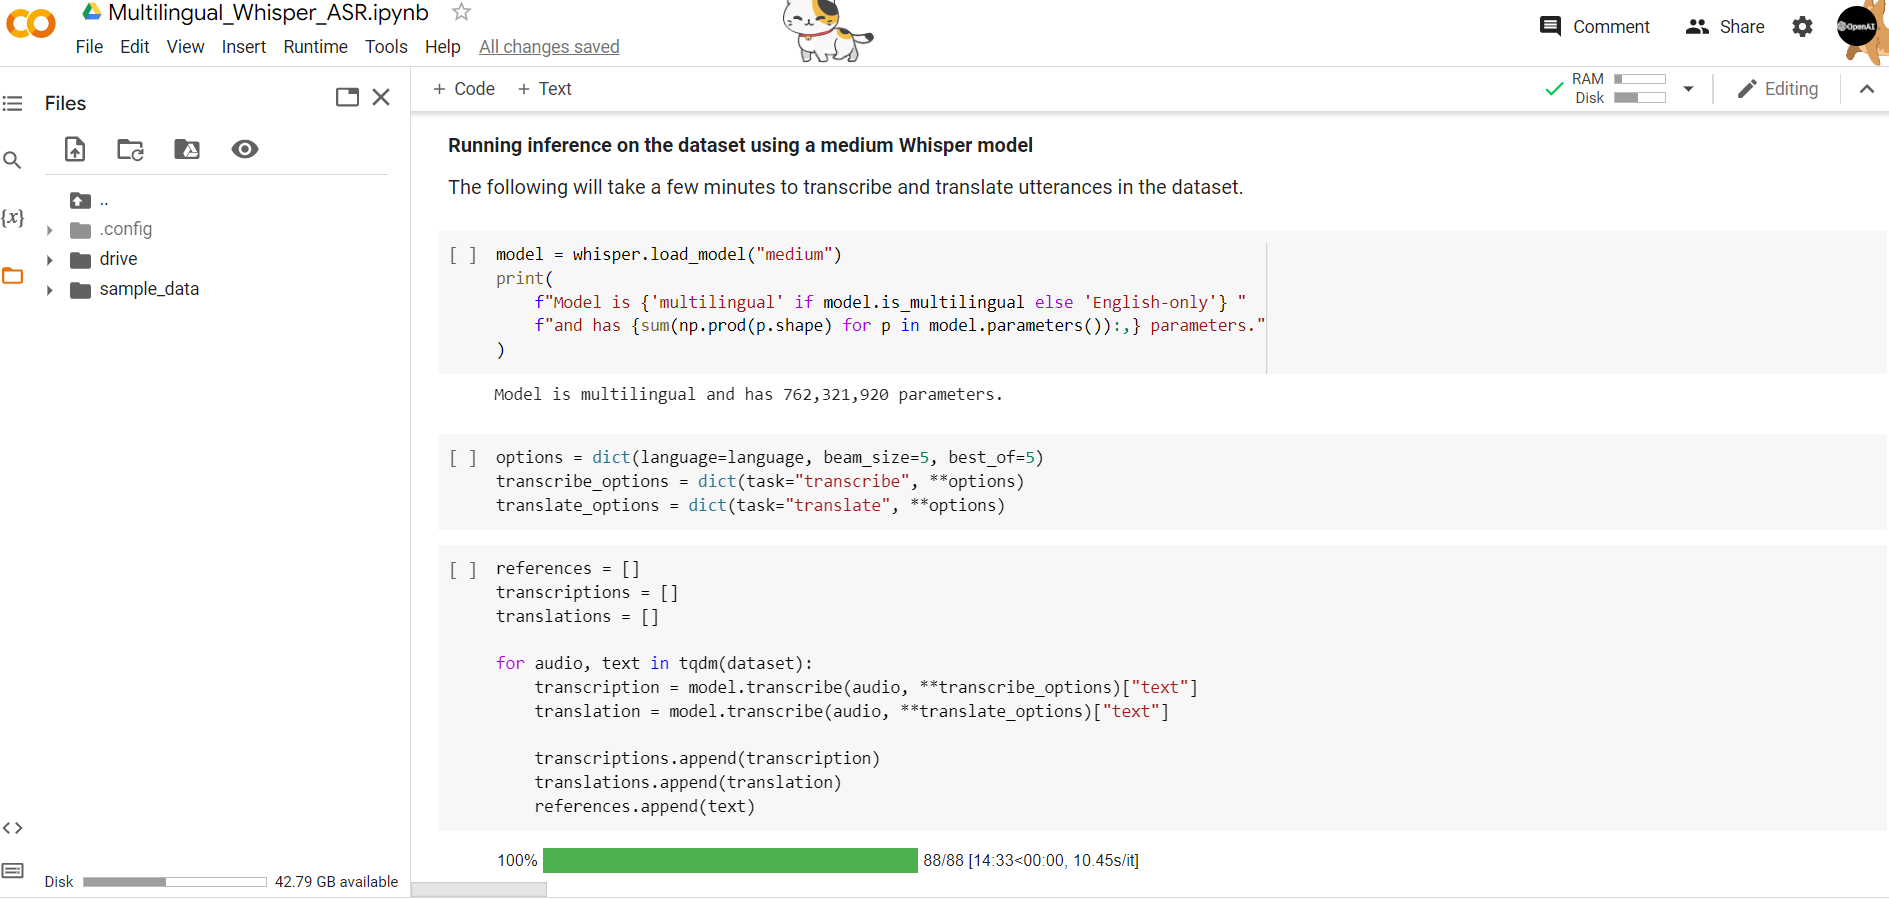 Multilingual_Whisper_ASR.ipynb
File Edit View Insert Runtime Tools Help All changes saved
Comment Share
OpenAI
Files
+ Code + Text
RAM
Disk
Editing
..
.config
drive
sample_data
{x}
Disk 42.79 GB available
Running inference on the dataset using a medium Whisper model
The following will take a few minutes to transcribe and translate utterances in the dataset.
[ ] model = whisper.load_model("medium")
print(
f"Model is {'multilingual' if model.is_multilingual else 'English-only'} "
f"and has {sum(np.prod(p.shape) for p in model.parameters()):,} parameters."
)
Model is multilingual and has 762,321,920 parameters.
[ ] options = dict(language=language, beam_size=5, best_of=5)
transcribe_options = dict(task="transcribe", **options)
translate_options = dict(task="translate", **options)
[ ] references = []
transcriptions = []
translations = []
for audio, text in tqdm(dataset):
transcription = model.transcribe(audio, **transcribe_options)["text"]
translation = model.transcribe(audio, **translate_options)["text"]
transcriptions.append(transcription)
translations.append(translation)
references.append(text)
100% 88/88 [14:33<00:00, 10.45s/it]